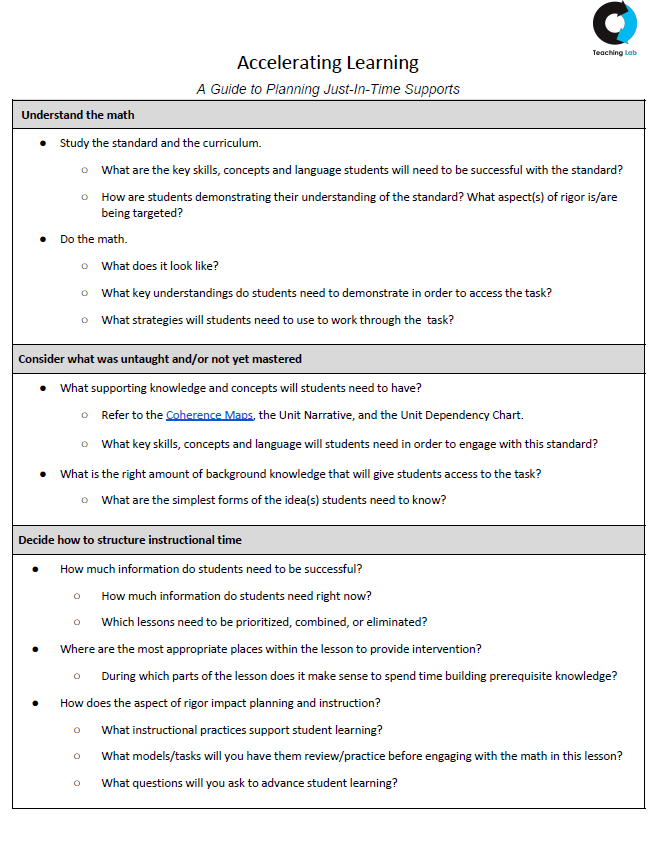 Teaching Lab
Accelerating Learning
A Guide to Planning Just-In-Time Supports
Understand the math
● Study the standard and the curriculum.
○ What are the key skills, concepts and language students will need to be successful with the standard?
○ How are students demonstrating their understanding of the standard? What aspect(s) of rigor is/are
being targeted?
● Do the math.
○ What does it look like?
○ What key understandings do students need to demonstrate in order to access the task?
○ What strategies will students need to use to work through the task?
Consider what was untaught and/or not yet mastered
● What supporting knowledge and concepts will students need to have?
○ Refer to the Coherence Maps, the Unit Narrative, and the Unit Dependency Chart.
○ What key skills, concepts and language will students need in order to engage with this standard?
● What is the right amount of background knowledge that will give students access to the task?
○ What are the simplest forms of the idea(s) students need to know?
Decide how to structure instructional time
● How much information do students need to be successful?
○ How much information do students need right now?
○ Which lessons need to be prioritized, combined, or eliminated?
● Where are the most appropriate places within the lesson to provide intervention?
○ During which parts of the lesson does it make sense to spend time building prerequisite knowledge?
● How does the aspect of rigor impact planning and instruction?
○ What instructional practices support student learning?
○ What models/tasks will you have them review/practice before engaging with the math in this lesson?
○ What questions will you ask to advance student learning?